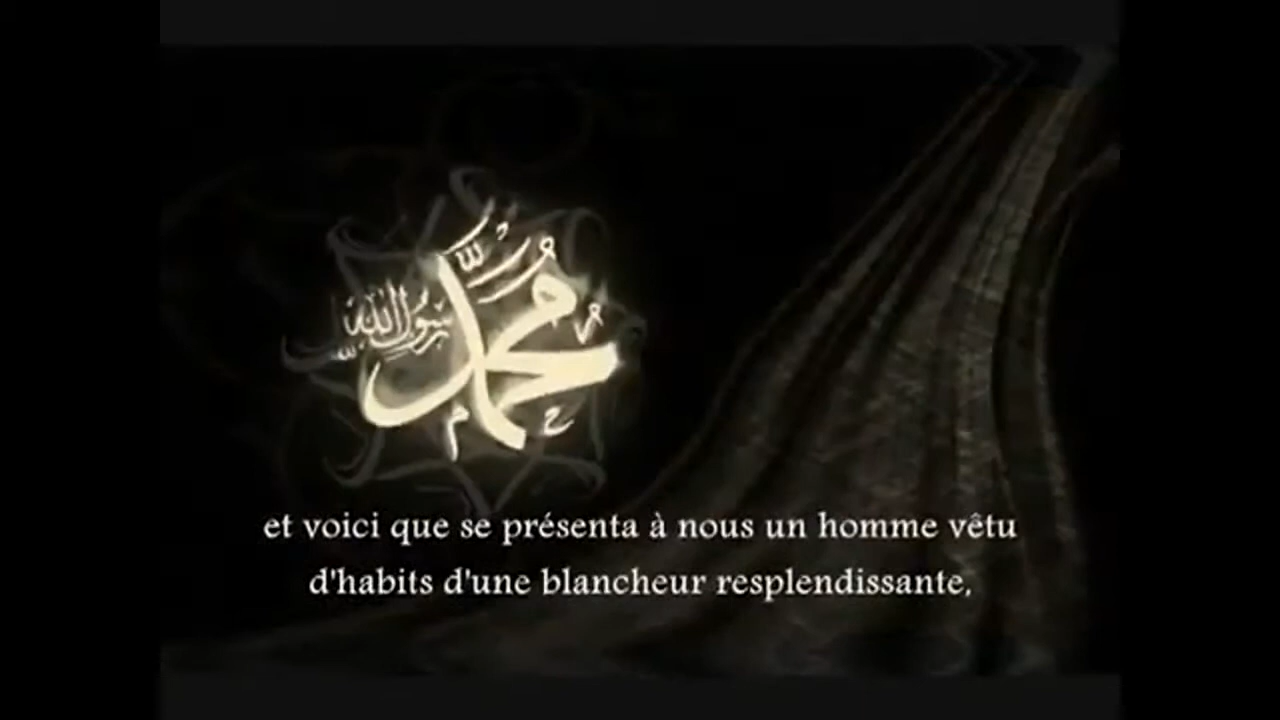 محمد
رسول الله
et voici que se présenta à nous un homme vêtu
d'habits d'une blancheur resplendissante,